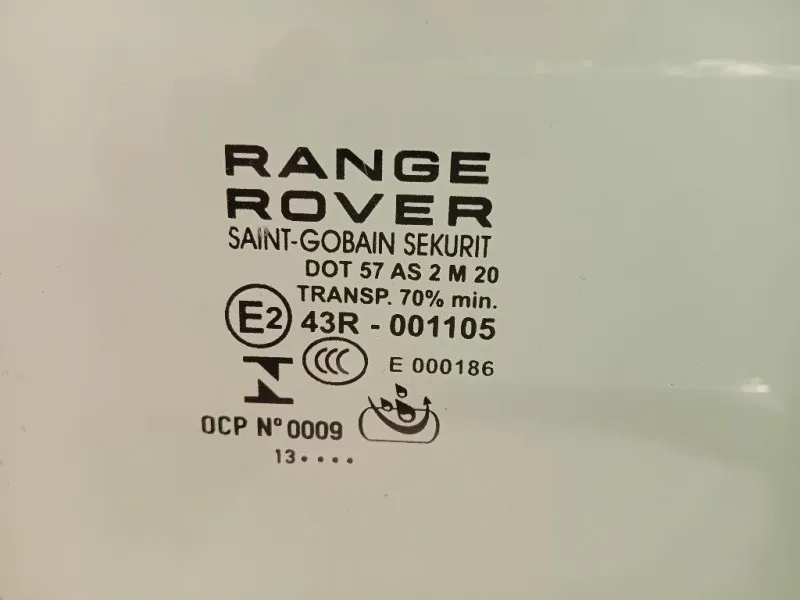 RANGE
ROVER
SAINT-GOBAIN SEKURIT
DOT 57 AS 2 M 20
TRANSP. 70% min.
E2 43R - 001105
CCC E 000186
OCP N° 0009
13 • • • •